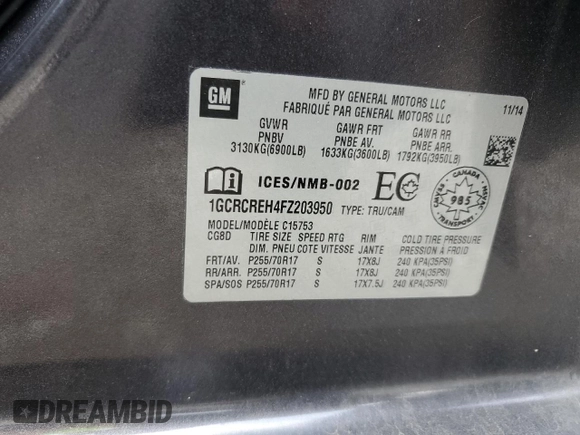 GM
MFD BY GENERAL MOTORS LLC
FABRIQUÉ PAR GENERAL MOTORS LLC
11/14
GVWR GAWR FRT GAWR RR
PNBV PNBE AV. PNBE ARR.
3130KG(6900LB) 1633KG(3600LB) 1792KG(3950LB)
i ICES/NMB-002 EC
CANADA
CMVSS NSVAC
985
1GCRCREH4FZ203950 TYPE: TRU/CAM
MODEL/MODÈLE C15753
CG8D TIRE SIZE SPEED RTG RIM COLD TIRE PRESSURE
DIM. PNEU COTE VITESSE JANTE PRESSION A FROID
FRT/AV. P255/70R17 S 17X8J 240 KPA(35PSI)
RR/ARR. P255/70R17 S 17X8J 240 KPA(35PSI)
SPA/SOS P255/70R17 S 17X7.5J 240 KPA(35PSI)
DREAMBID